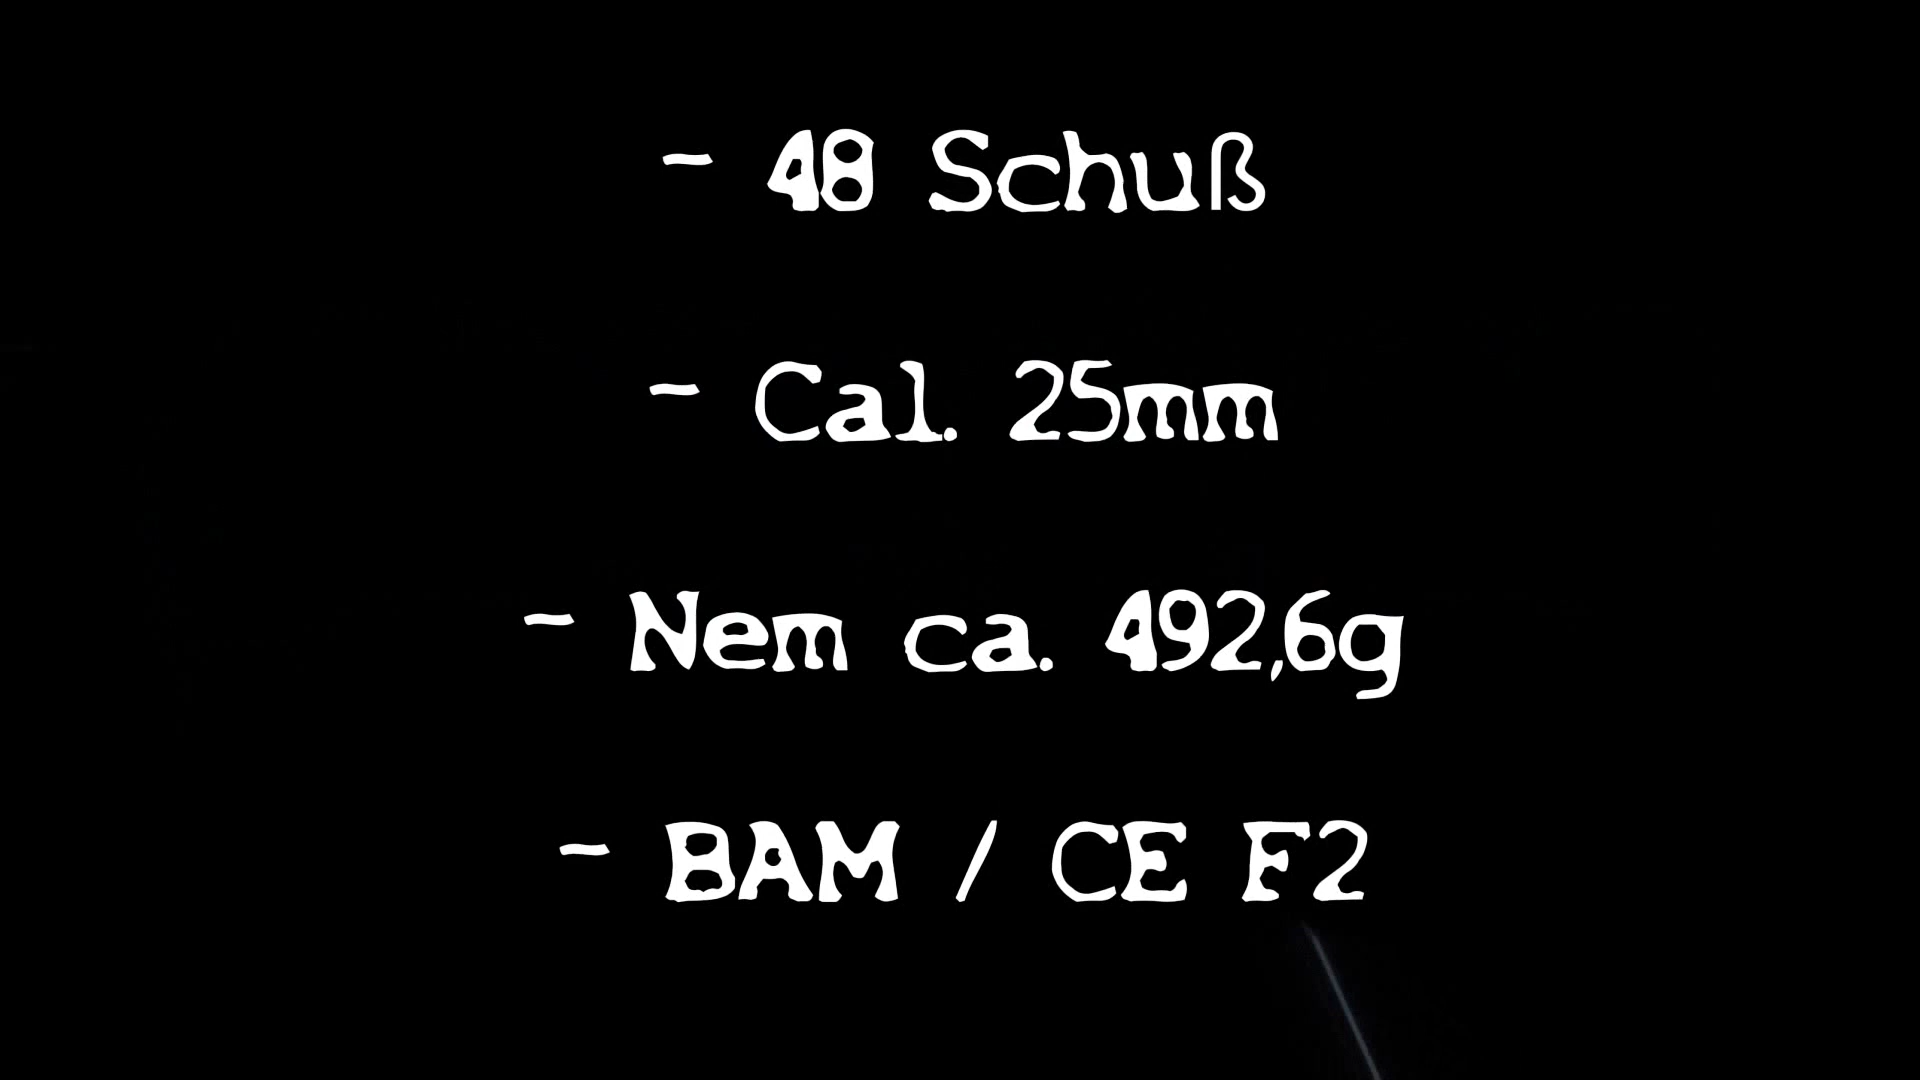 - 48 Schuß
- Cal. 25mm
- Nem ca. 492,6g
- BAM / CE F2